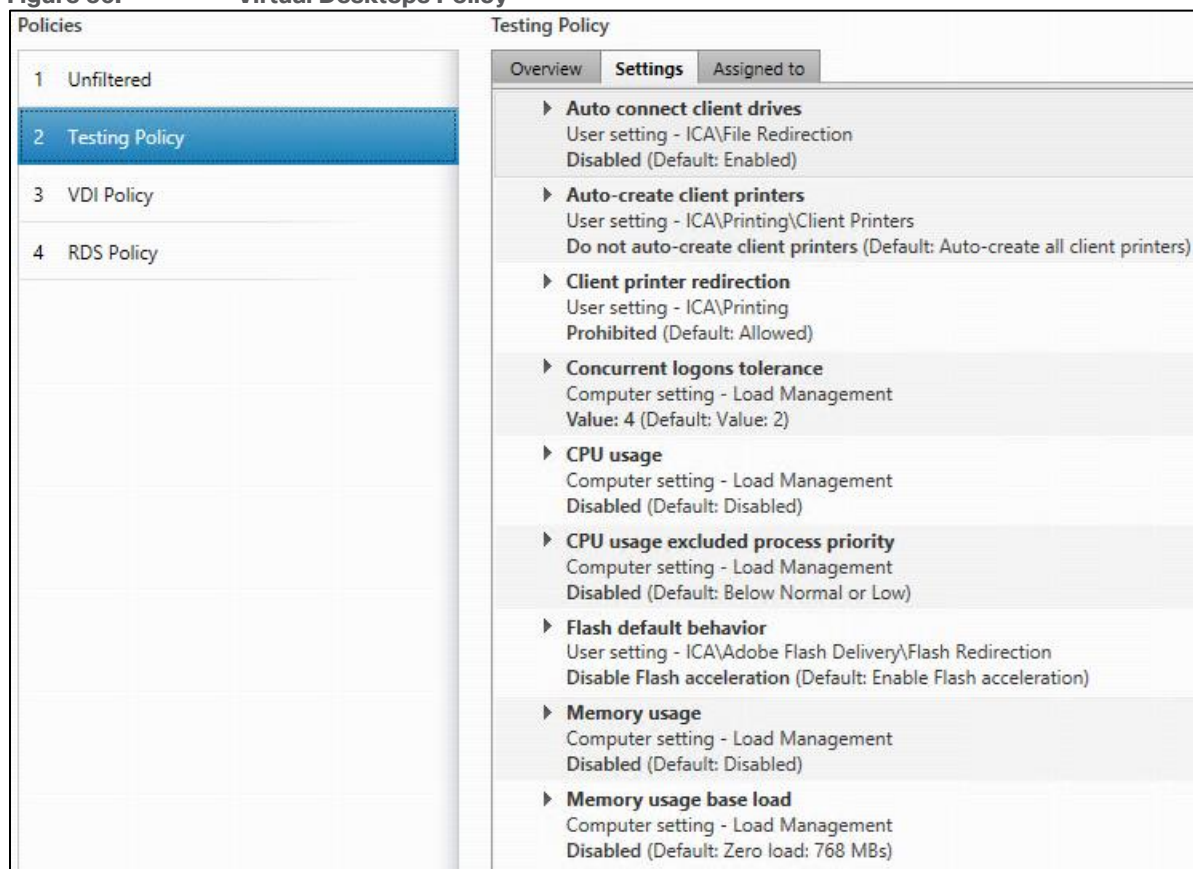 Virtual Desktops Policy
Policies
1 Unfiltered
2 Testing Policy
3 VDI Policy
4 RDS Policy
Testing Policy
Overview Settings Assigned to
Auto connect client drives
User setting - ICA\File Redirection
Disabled (Default: Enabled)
Auto-create client printers
User setting - ICA\Printing\Client Printers
Do not auto-create client printers (Default: Auto-create all client printers)
Client printer redirection
User setting - ICA\Printing
Prohibited (Default: Allowed)
Concurrent logons tolerance
Computer setting - Load Management
Value: 4 (Default: Value: 2)
CPU usage
Computer setting - Load Management
Disabled (Default: Disabled)
CPU usage excluded process priority
Computer setting - Load Management
Disabled (Default: Below Normal or Low)
Flash default behavior
User setting - ICA\Adobe Flash Delivery\Flash Redirection
Disable Flash acceleration (Default: Enable Flash acceleration)
Memory usage
Computer setting - Load Management
Disabled (Default: Disabled)
Memory usage base load
Computer setting - Load Management
Disabled (Default: Zero load: 768 MBs)